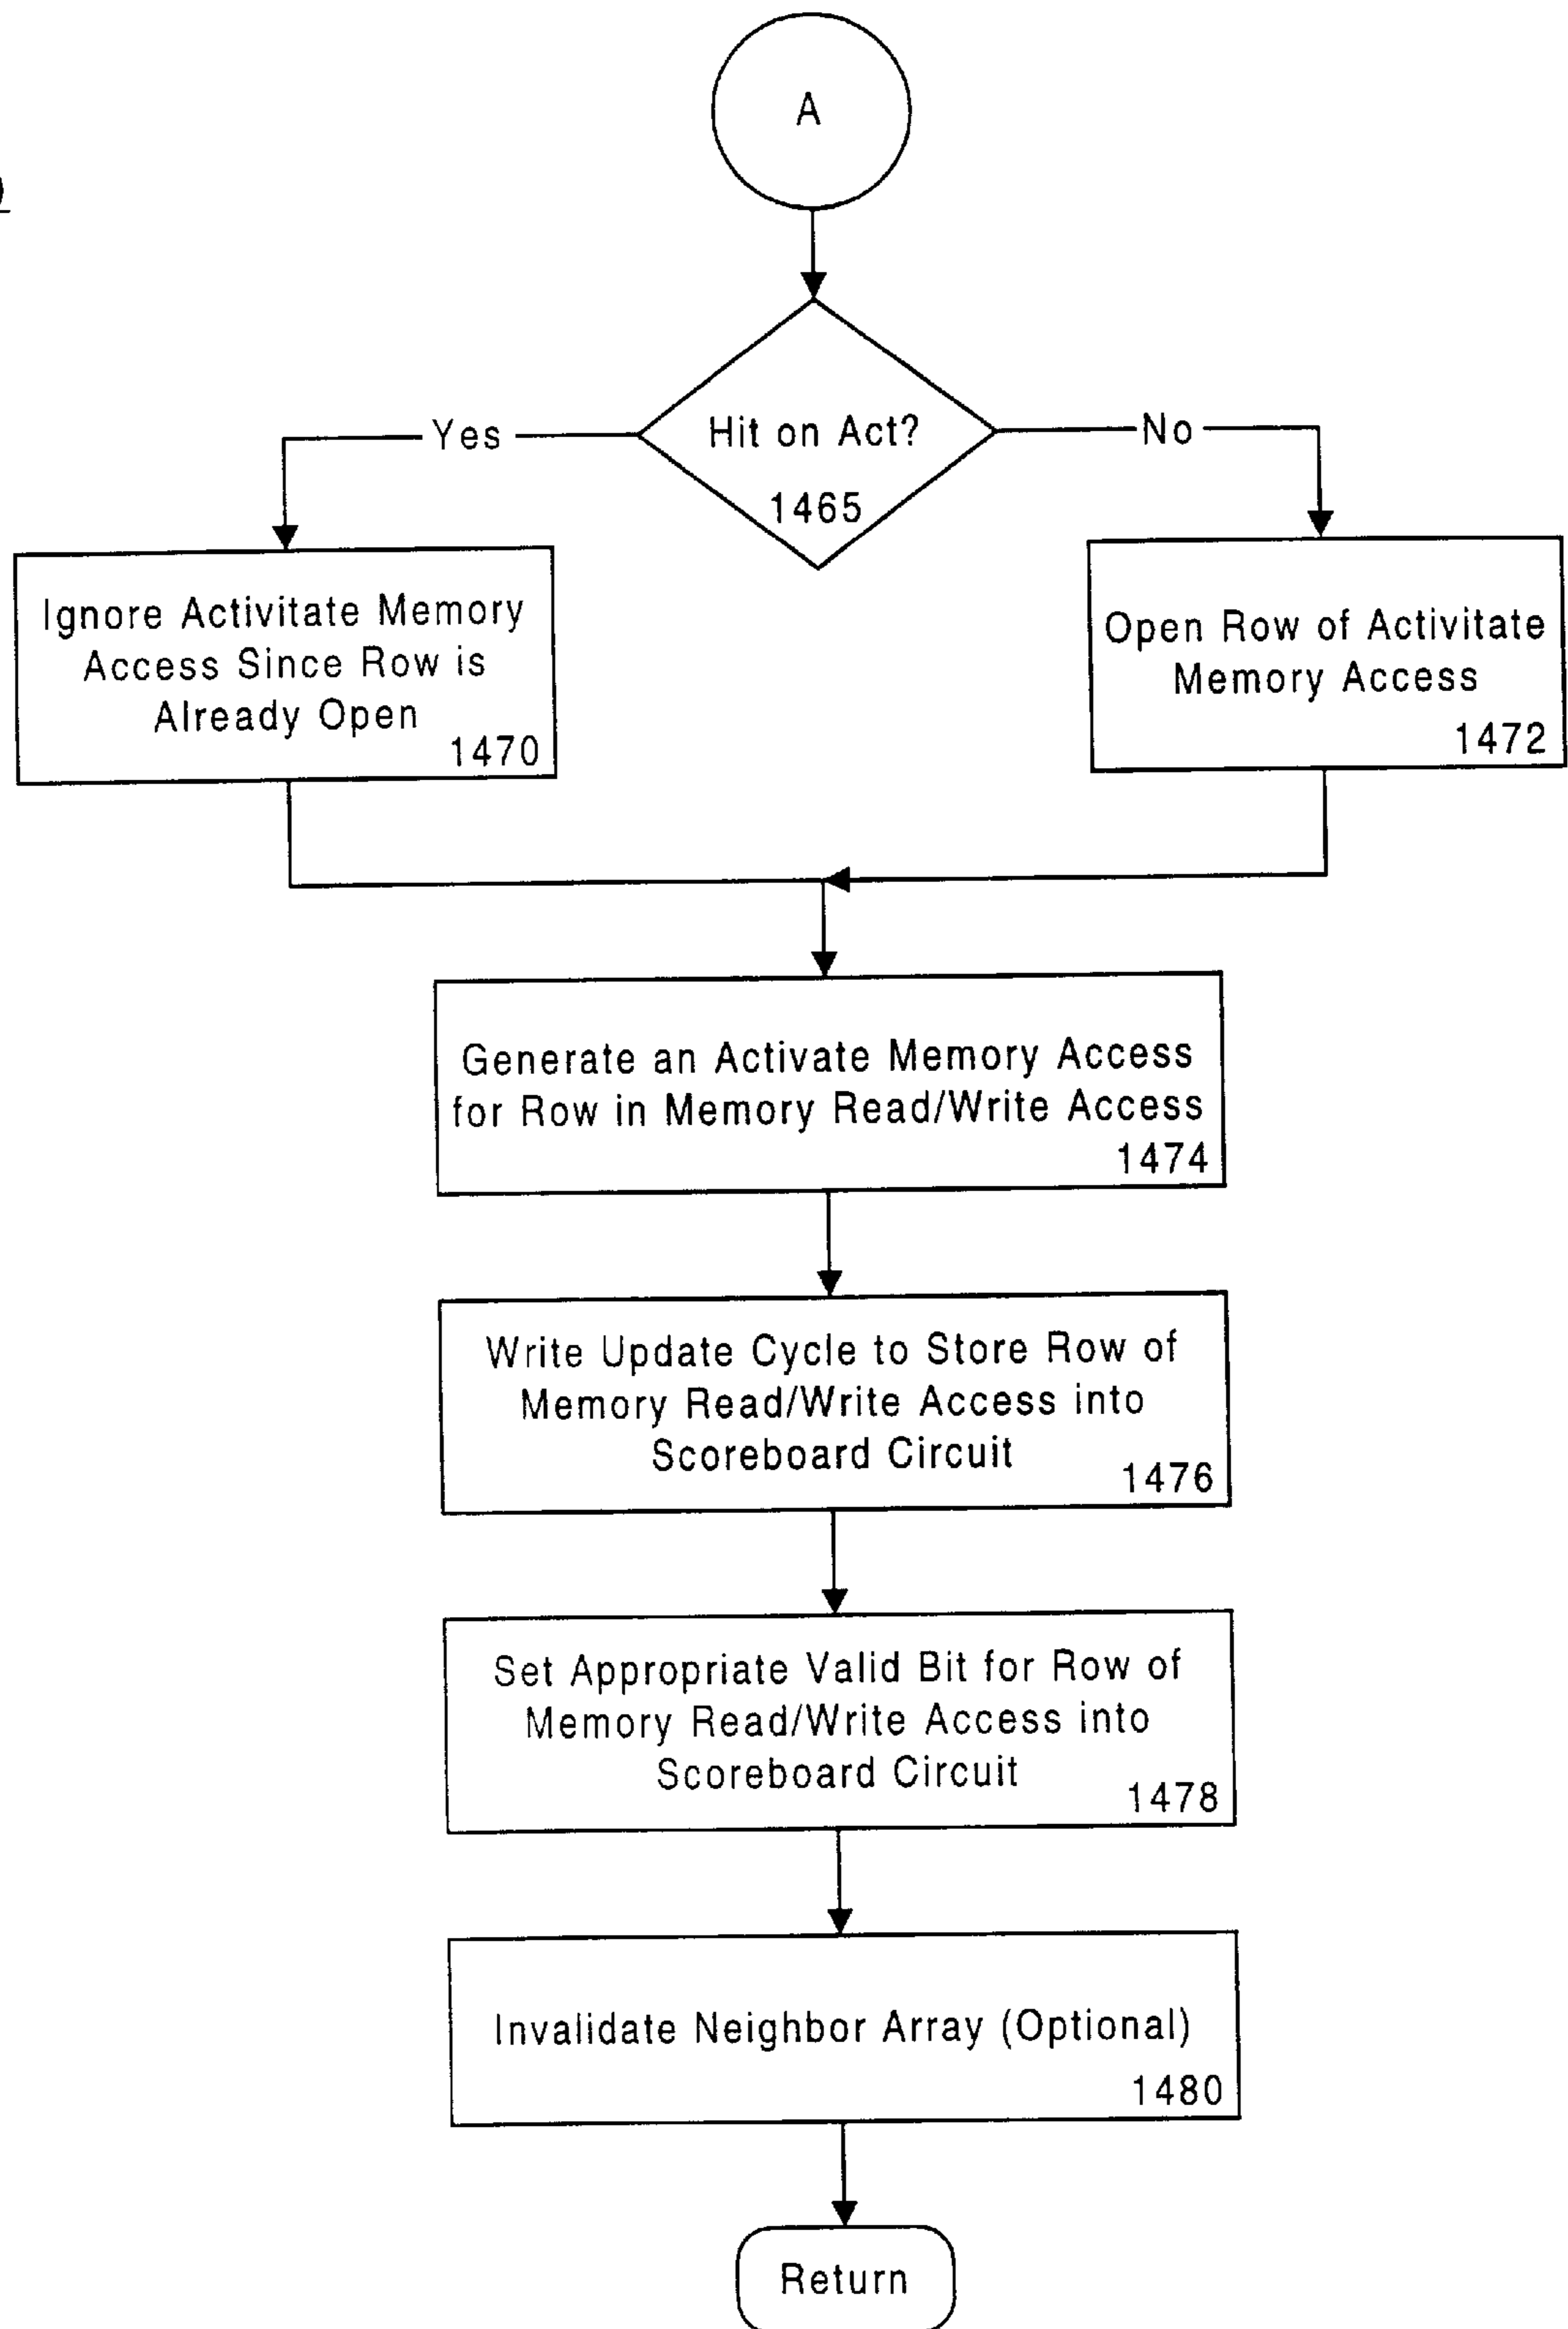 A
Hit on Act?
1465
Yes
No
Ignore Activitate Memory
Access Since Row is
Already Open
1470
Open Row of Activitate
Memory Access
1472
Generate an Activate Memory Access
for Row in Memory Read/Write Access
1474
Write Update Cycle to Store Row of
Memory Read/Write Access into
Scoreboard Circuit
1476
Set Appropriate Valid Bit for Row of
Memory Read/Write Access into
Scoreboard Circuit
1478
Invalidate Neighbor Array (Optional)
1480
Return